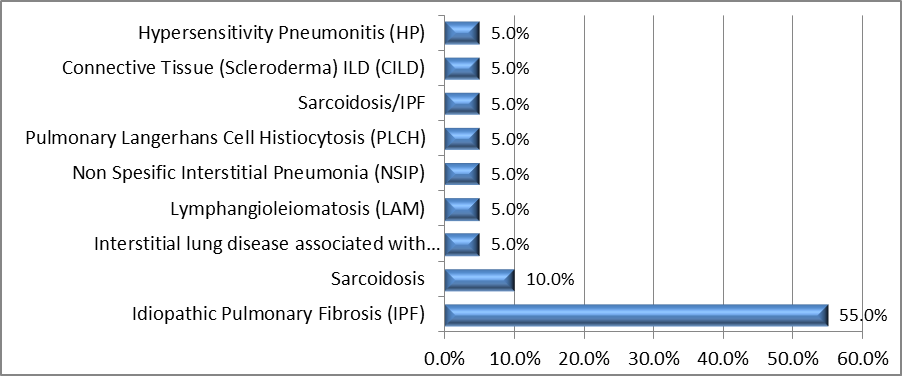 Hypersensitivity Pneumonitis (HP) 5.0%
Connective Tissue (Scleroderma) ILD (CILD) 5.0%
Sarcoidosis/IPF 5.0%
Pulmonary Langerhans Cell Histiocytosis (PLCH) 5.0%
Non Spesific Interstitial Pneumonia (NSIP) 5.0%
Lymphangioleiomatosis (LAM) 5.0%
Interstitial lung disease associated with... 5.0%
Sarcoidosis 10.0%
Idiopathic Pulmonary Fibrosis (IPF) 55.0%
0.0% 10.0% 20.0% 30.0% 40.0% 50.0% 60.0%